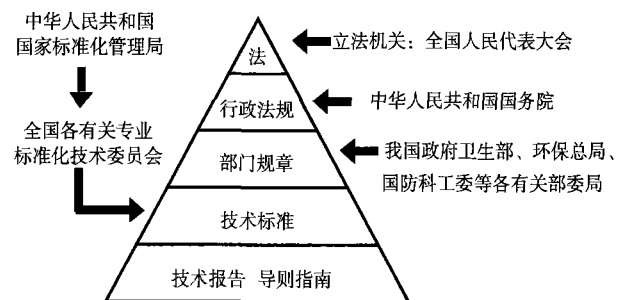 中华人民共和国
国家标准化管理局
全国各有关专业
标准化技术委员会
法
行政法规
部门规章
技术标准
技术报告 导则指南
立法机关：全国人民代表大会
中华人民共和国国务院
我国政府卫生部、环保总局、
国防科工委等各有关部委局